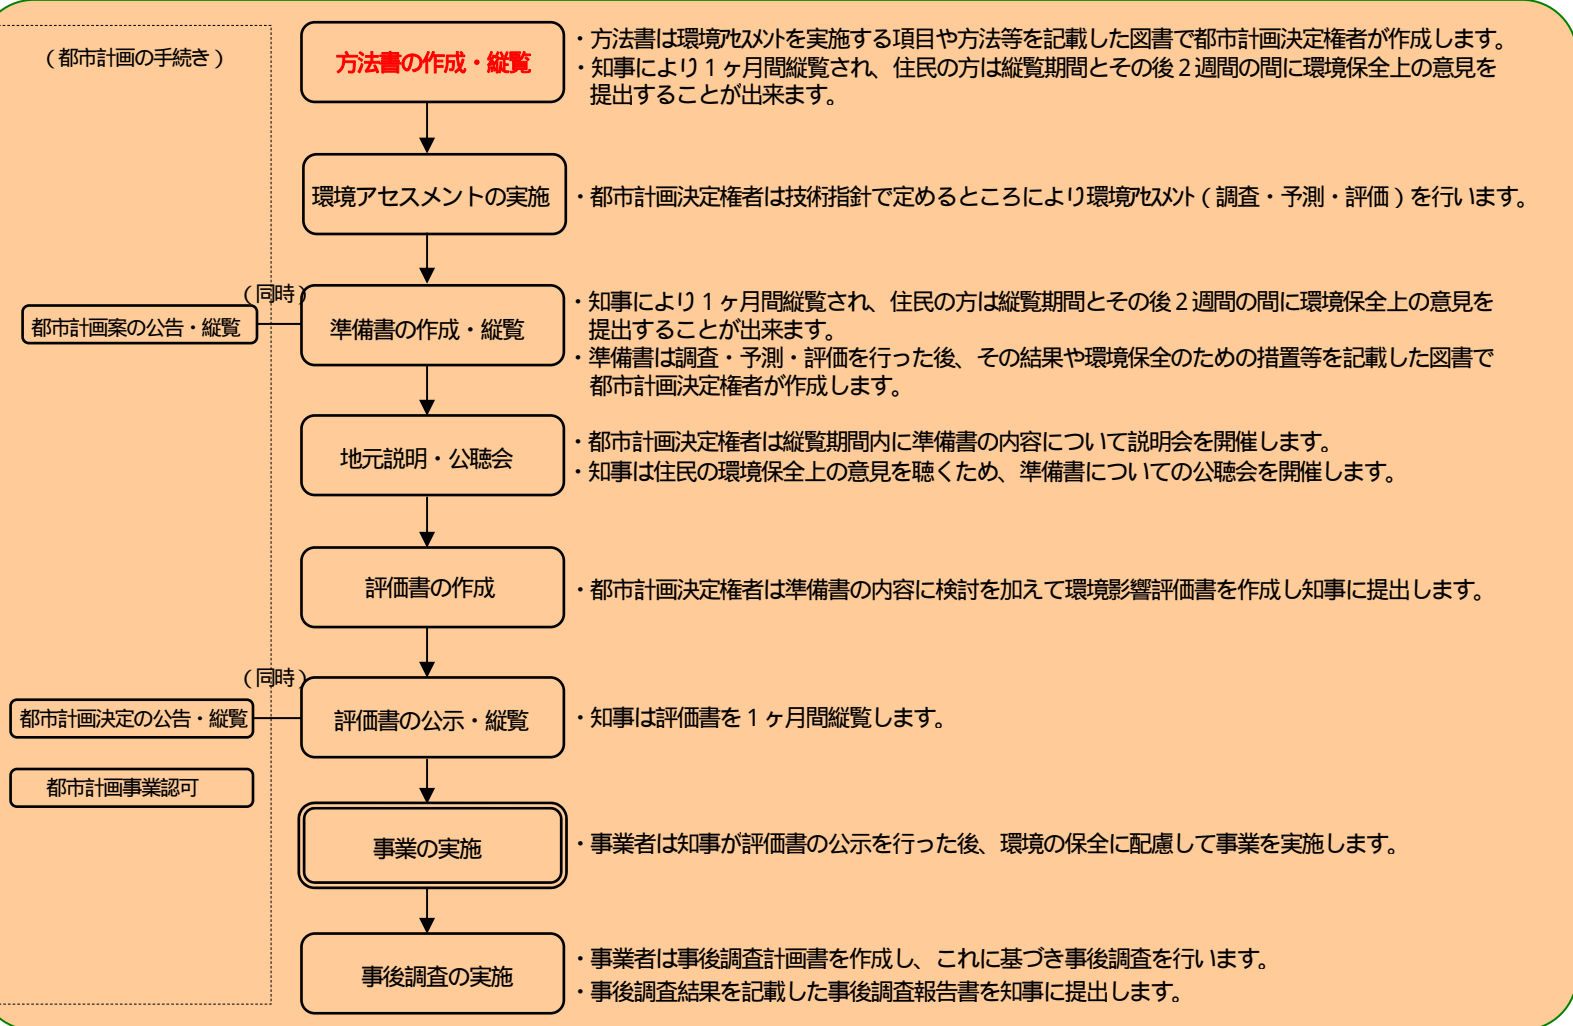 （都市計画の手続き）
方法書の作成・縦覧
・方法書は環境ｱｾｽﾒﾝﾄを実施する項目や方法等を記載した図書で都市計画決定権者が作成します。
・知事により１ヶ月間縦覧され、住民の方は縦覧期間とその後２週間の間に環境保全上の意見を
提出することが出来ます。
環境アセスメントの実施
・都市計画決定権者は技術指針で定めるところにより環境ｱｾｽﾒﾝﾄ（調査・予測・評価）を行います。
（同時）
都市計画案の公告・縦覧
準備書の作成・縦覧
・知事により１ヶ月間縦覧され、住民の方は縦覧期間とその後２週間の間に環境保全上の意見を
提出することが出来ます。
・準備書は調査・予測・評価を行った後、その結果や環境保全のための措置等を記載した図書で
都市計画決定権者が作成します。
地元説明・公聴会
・都市計画決定権者は縦覧期間内に準備書の内容について説明会を開催します。
・知事は住民の環境保全上の意見を聴くため、準備書についての公聴会を開催します。
評価書の作成
・都市計画決定権者は準備書の内容に検討を加えて環境影響評価書を作成し知事に提出します。
（同時）
都市計画決定の公告・縦覧
評価書の公示・縦覧
・知事は評価書を１ヶ月間縦覧します。
都市計画事業認可
事業の実施
・事業者は知事が評価書の公示を行った後、環境の保全に配慮して事業を実施します。
事後調査の実施
・事業者は事後調査計画書を作成し、これに基づき事後調査を行います。
・事後調査結果を記載した事後調査報告書を知事に提出します。